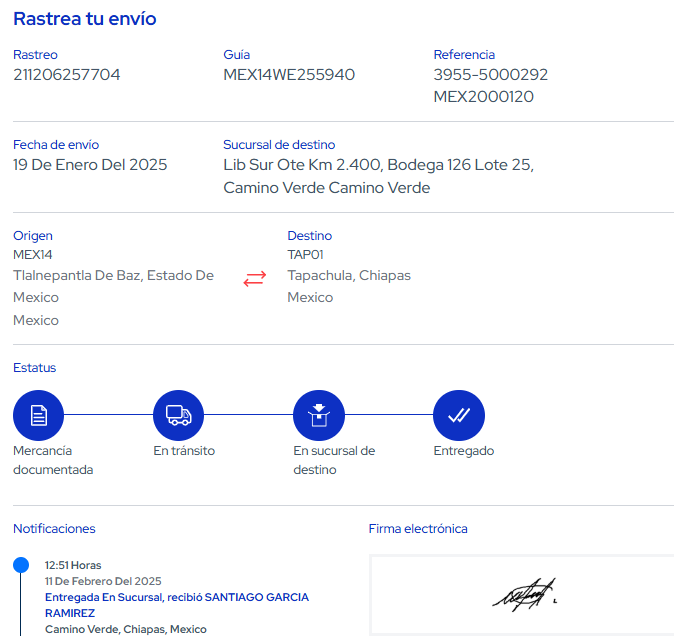 Rastrea tu envío
Rastreo
211206257704
Guía
MEX14WE255940
Referencia
3955-5000292
MEX2000120
Fecha de envío
19 De Enero Del 2025
Sucursal de destino
Lib Sur Ote Km 2.400, Bodega 126 Lote 25,
Camino Verde Camino Verde
Origen
MEX14
Tlalnepantla De Baz, Estado De
Mexico
Mexico
Destino
TAP01
Tapachula, Chiapas
Mexico
Estatus
Mercancía
documentada
En tránsito
En sucursal de
destino
Entregado
Notificaciones
12:51 Horas
11 De Febrero Del 2025
Entregada En Sucursal, recibió SANTIAGO GARCIA
RAMIREZ
Camino Verde, Chiapas, Mexico
Firma electrónica